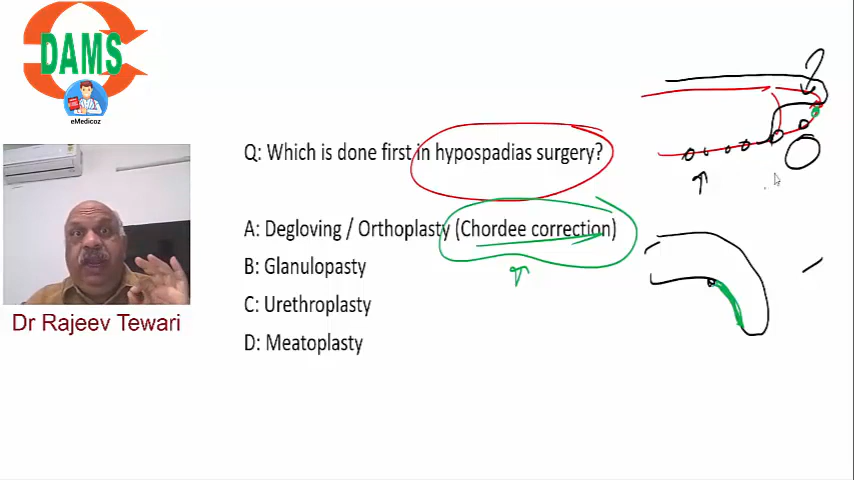 DAMS
eMedicoz
Q: Which is done first in hypospadias surgery?
A: Degloving / Orthoplasty (Chordee correction)
B: Glanulopasty
C: Urethroplasty
D: Meatoplasty
Dr Rajeev Tewari